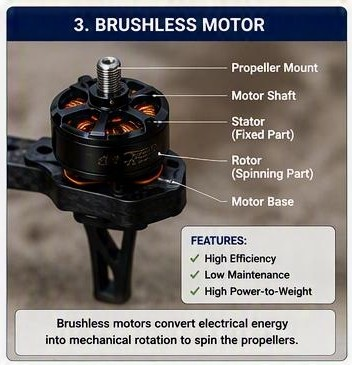 3. BRUSHLESS MOTOR
Propeller Mount
Motor Shaft
Stator
(Fixed Part)
Rotor
(Spinning Part)
Motor Base
FEATURES:
✓ High Efficiency
✓ Low Maintenance
✓ High Power-to-Weight
Brushless motors convert electrical energy
into mechanical rotation to spin the propellers.